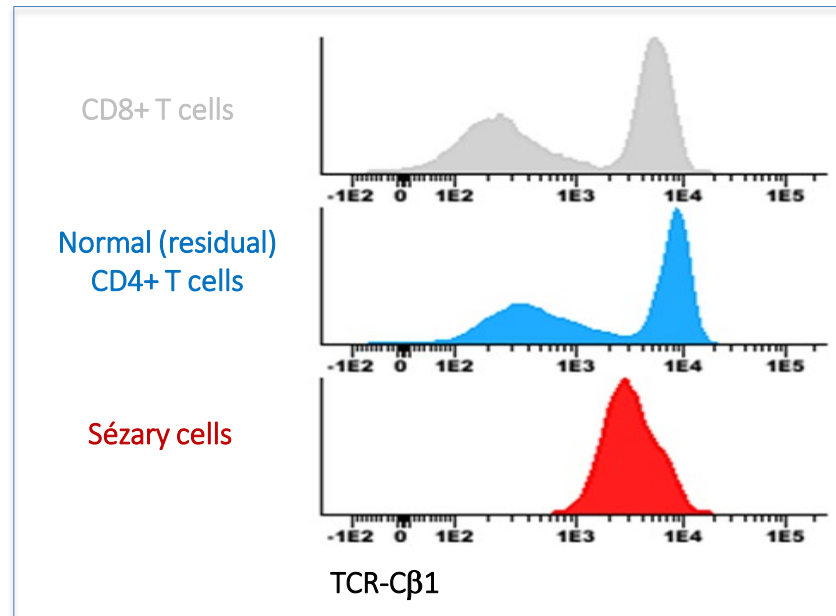 CD8+ T cells
-1E2 0 1E2 1E3 1E4 1E5
Normal (residual)
CD4+ T cells
-1E2 0 1E2 1E3 1E4 1E5
Sézary cells
-1E2 0 1E2 1E3 1E4 1E5
TCR-Cβ1